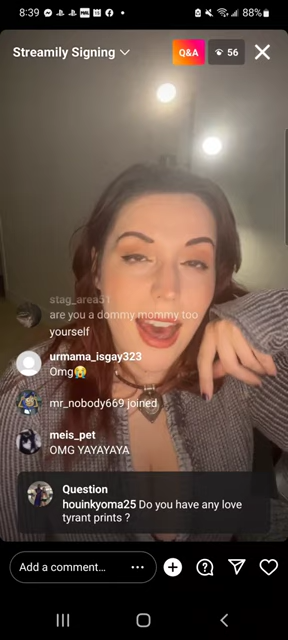 8:39
88%
Streamily Signing
Q&A
56
stag_area51
are you a dommy mommy too
yourself
urmama_isgay323
Omg😭
mr_nobody669 joined
meis_pet
OMG YAYAYAYA
Question
houinkyoma25 Do you have any love
tyrant prints ?
Add a comment...